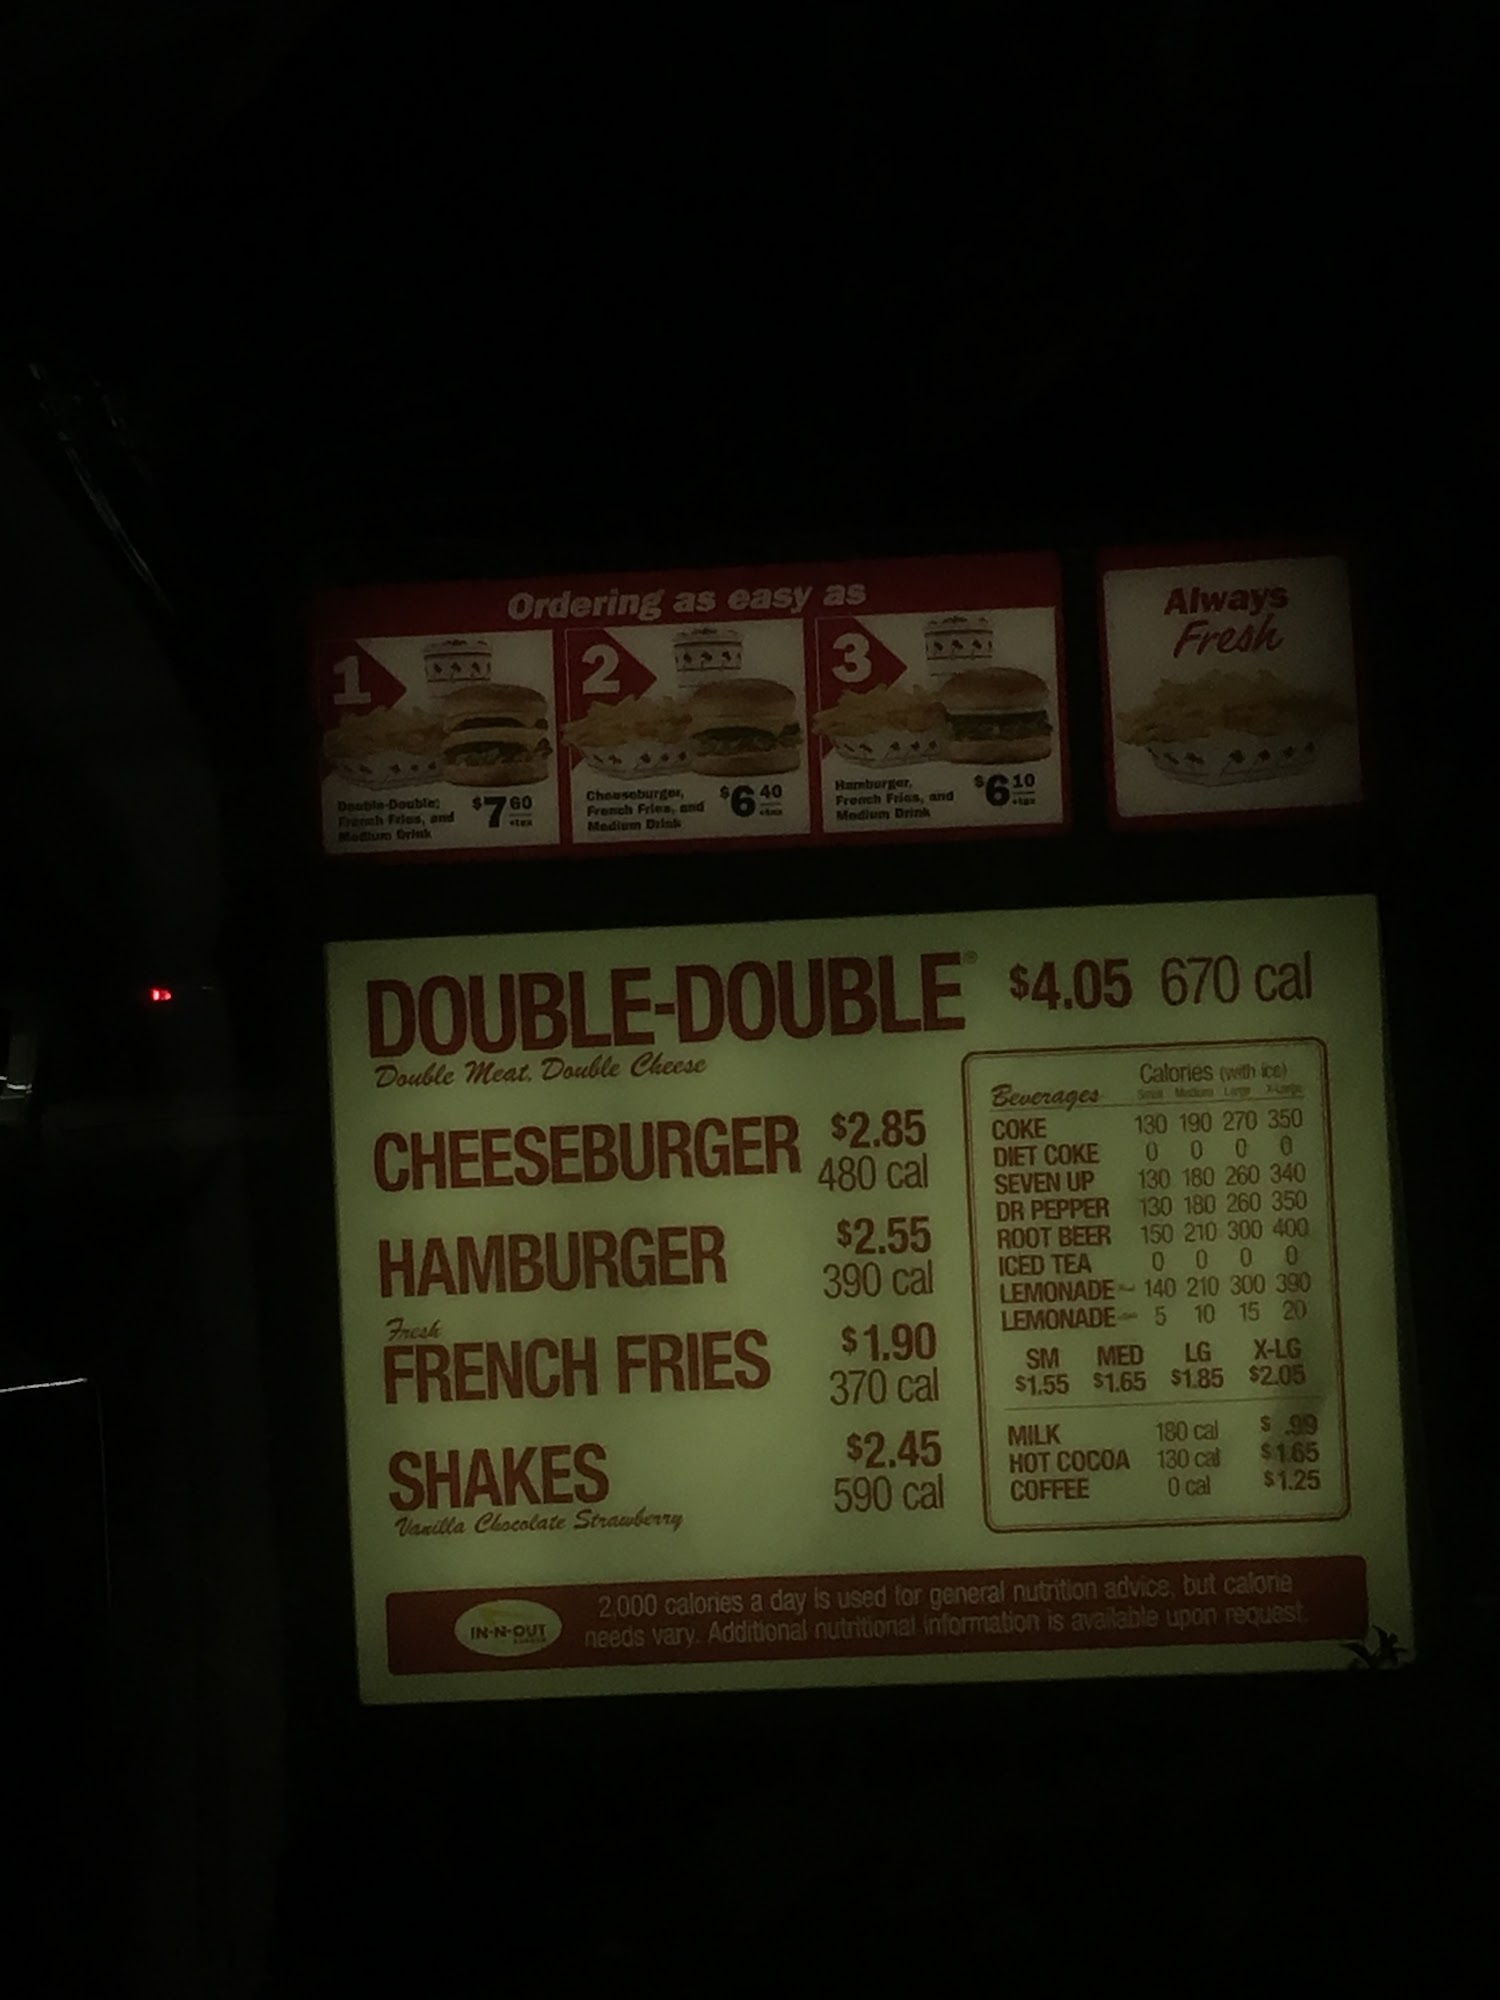 Ordering as easy as
1
Double-Double,
French Fries, and
Medium Drink
$7 60
+tax
2
Cheeseburger,
French Fries, and
Medium Drink
$6 40
+tax
3
Hamburger,
French Fries, and
Medium Drink
$6 10
+tax
Always
Fresh
DOUBLE-DOUBLE® $4.05 670 cal
Double Meat, Double Cheese
CHEESEBURGER $2.85
480 cal
HAMBURGER $2.55
390 cal
Fresh
FRENCH FRIES $1.90
370 cal
SHAKES $2.45
590 cal
Vanilla Chocolate Strawberry
Calories (with ice)
Beverages Small Medium Large X-Large
COKE 130 190 270 350
DIET COKE 0 0 0 0
SEVEN UP 130 180 260 340
DR PEPPER 130 180 260 350
ROOT BEER 150 210 300 400
ICED TEA 0 0 0 0
LEMONADE 140 210 300 390
LEMONADE 5 10 15 20
SM MED LG X-LG
$1.55 $1.65 $1.85 $2.05
MILK 180 cal $ .99
HOT COCOA 130 cal $1.65
COFFEE 0 cal $1.25
IN-N-OUT
BURGER
2,000 calories a day is used for general nutrition advice, but calorie
needs vary. Additional nutritional information is available upon request.